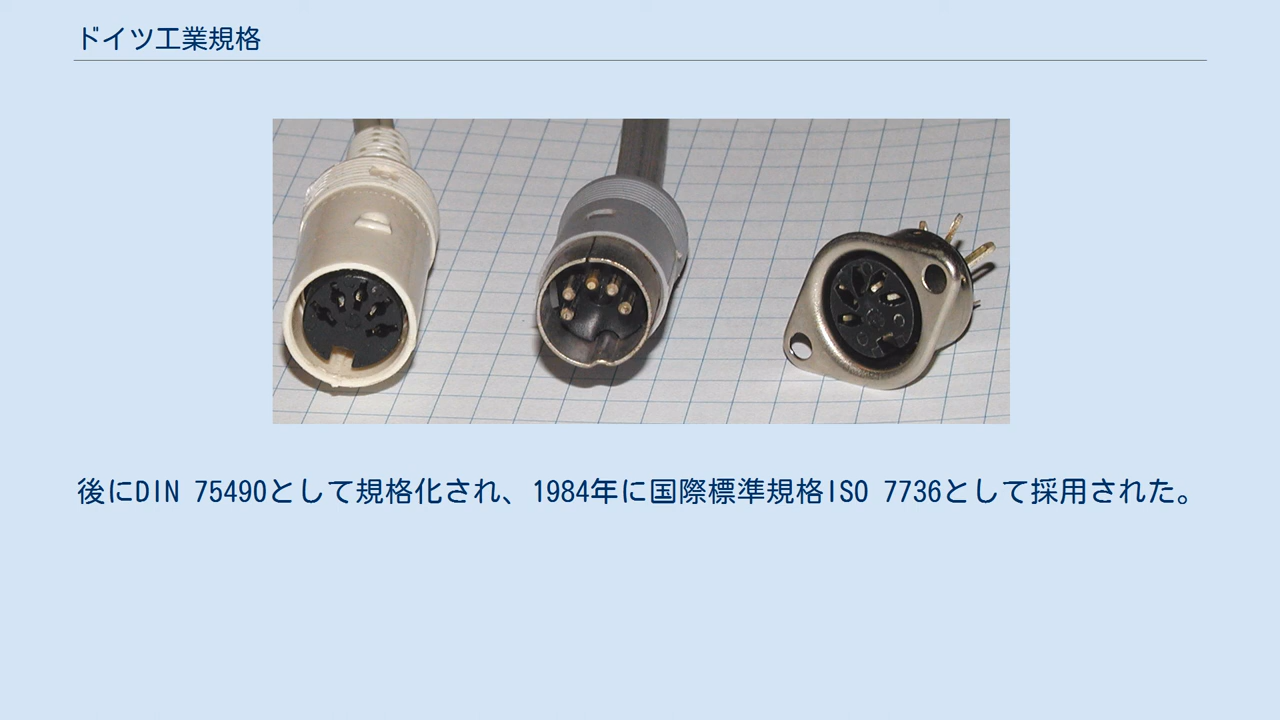 ドイツ工業規格
後にDIN 75490として規格化され、1984年に国際標準規格ISO 7736として採用された。